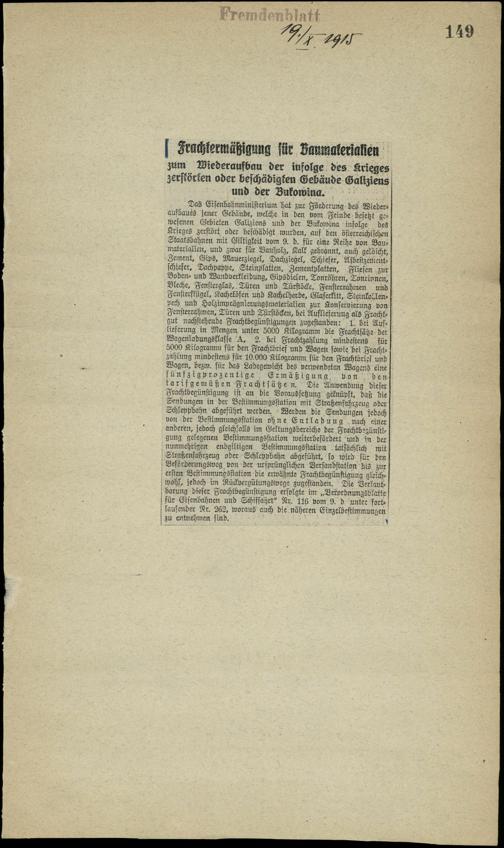 Fremdenblatt
19./X. 1915
149
Frachtermäßigung für Baumaterialien
zum Wiederaufbau der infolge des Krieges
zerstörten oder beschädigten Gebäude Galiziens
und der Bukowina.
Das Eisenbahnministerium hat zur Förderung des Wieder-
aufbaues jener Gebäude, welche in den vom Feinde besetzt ge-
wesenen Gebieten Galiziens und der Bukowina infolge des
Krieges zerstört oder beschädigt wurden, auf den österreichischen
Staatsbahnen mit Giltigkeit vom 9. d. für eine Reihe von Bau-
materialien, und zwar für Bauholz, Kalk gebrannt, auch gelöscht,
Zement, Gips, Mauerziegel, Dachziegel, Schiefer, Asbestzement-
schiefer, Dachpappe, Steinplatten, Zementplatten, Fliesen zur
Boden- und Wandverkleidung, Gipsdielen, Tonröhren, Tonziegel,
Bleche, Fensterglas, Türen und Türstöcke, Fensterrahmen und
Fensterflügel, Kachelöfen und Kachelherde, Glaserkitt, Steinkohlen-
pech und Holzimprägnierungsmaterialien zur Konservierung von
Fensterrahmen, Türen und Türstöcken, bei Auflieferung als Fracht-
gut nachstehende Frachtbegünstigungen zugestanden: 1. bei Auf-
lieferung in Mengen unter 5000 Kilogramm die Frachtsätze der
Wagenladungsklasse A, 2. bei Frachtzahlung mindestens für
5000 Kilogramm für den Frachtbrief und Wagen sowie bei Fracht-
zahlung mindestens für 10.000 Kilogramm für den Frachtbrief und
Wagen, bezw. für das Ladegewicht des verwendeten Wagens eine
fünfzigprozentige Ermäßigung von den
tarifgemäßen Frachtsätzen. Die Anwendung dieser
Frachtbegünstigung ist an die Voraussetzung geknüpft, daß die
Sendungen in der Bestimmungsstation mit Straßenfuhrzeug oder
Schleppbahn abgeführt werden. Werden die Sendungen jedoch
von der Bestimmungsstation ohne Entladung nach einer
anderen, jedoch gleichfalls im Geltungsbereiche der Frachtbegünsti-
gung gelegenen Bestimmungsstation weiterbefördert und in der
nunmehrigen endgiltigen Bestimmungsstation tatsächlich mit
Straßenfuhrzeug oder Schleppbahn abgeführt, so wird für den
Beförderungsweg von der ursprünglichen Versandstation bis zur
ersten Bestimmungsstation die erwähnte Frachtbegünstigung gleich-
wohl, jedoch im Rückvergütungswege zugestanden. Die Verlaut-
barung dieser Frachtbegünstigung erfolgte im „Verordnungsblatte
für Eisenbahnen und Schiffahrt" Nr. 116 vom 9. d. unter fort-
laufender Nr. 262, woraus auch die näheren Einzelbestimmungen
zu entnehmen sind.